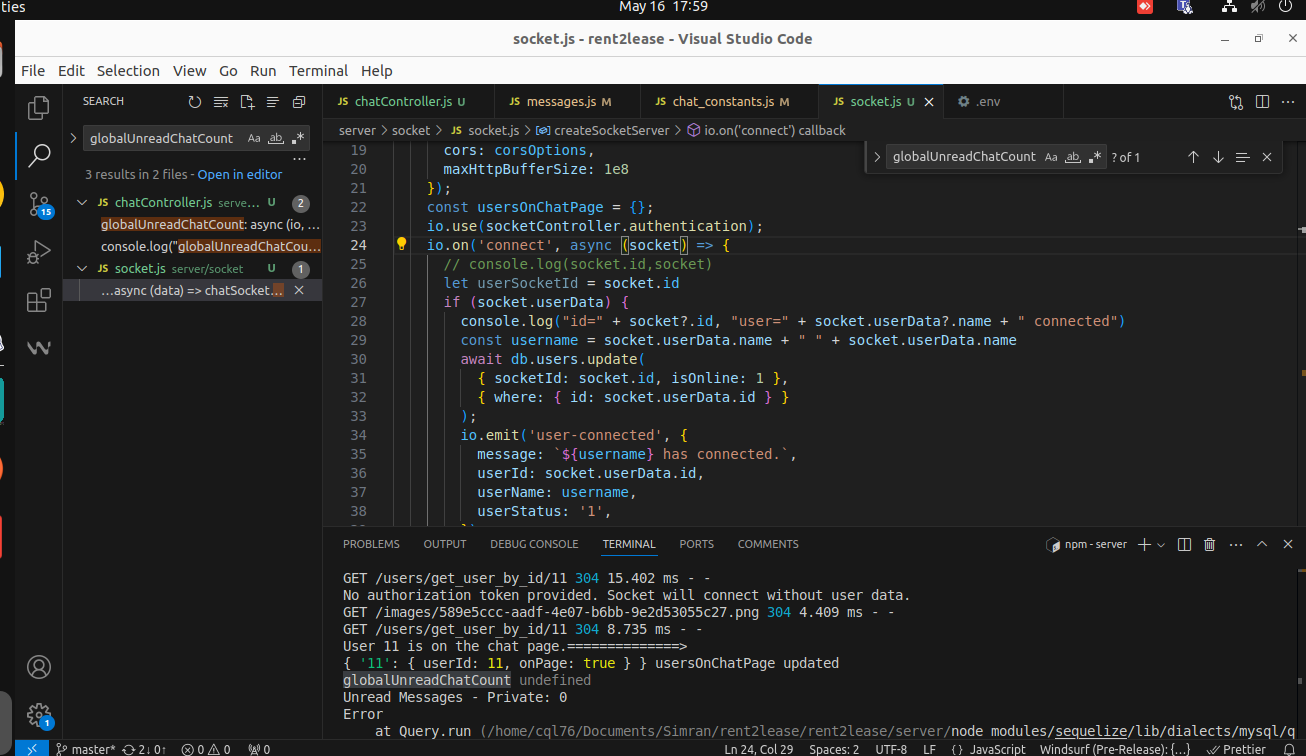 ties
May 16 17:59
socket.js - rent2lease - Visual Studio Code
File Edit Selection View Go Run Terminal Help
SEARCH
globalUnreadChatCount Aa ab .*
3 results in 2 files - Open in editor
JS chatController.js serve... U 2
globalUnreadChatCount: async (io, ...
console.log("globalUnreadChatCou...
JS socket.js server/socket U 1
...async (data) => chatSocket...
15
1
JS chatController.js U
JS messages.js M
JS chat_constants.js M
JS socket.js U
.env
server > socket > JS socket.js > createSocketServer > io.on('connect') callback
globalUnreadChatCount Aa ab .* ? of 1
19 cors: corsOptions,
20 maxHttpBufferSize: 1e8
21 });
22 const usersOnChatPage = {};
23 io.use(socketController.authentication);
24 io.on('connect', async (socket) => {
25 // console.log(socket.id,socket)
26 let userSocketId = socket.id
27 if (socket.userData) {
28 console.log("id=" + socket?.id, "user=" + socket.userData?.name + " connected")
29 const username = socket.userData.name + " " + socket.userData.name
30 await db.users.update(
31 { socketId: socket.id, isOnline: 1 },
32 { where: { id: socket.userData.id } }
33 );
34 io.emit('user-connected', {
35 message: `${username} has connected.`,
36 userId: socket.userData.id,
37 userName: username,
38 userStatus: '1',
PROBLEMS OUTPUT DEBUG CONSOLE TERMINAL PORTS COMMENTS
npm - server
GET /users/get_user_by_id/11 304 15.402 ms - -
No authorization token provided. Socket will connect without user data.
GET /images/589e5ccc-aadf-4e07-b6bb-9e2d53055c27.png 304 4.409 ms - -
GET /users/get_user_by_id/11 304 8.735 ms - -
User 11 is on the chat page.==============>
{ '11': { userId: 11, onPage: true } } usersOnChatPage updated
globalUnreadChatCount undefined
Unread Messages - Private: 0
Error
at Query.run (/home/cql76/Documents/Simran/rent2lease/rent2lease/server/node_modules/sequelize/lib/dialects/mysql/q
master* 2↓ 0↑ 0 0 0
Ln 24, Col 29 Spaces: 2 UTF-8 LF {} JavaScript Windsurf (Pre-Release): {...} Prettier